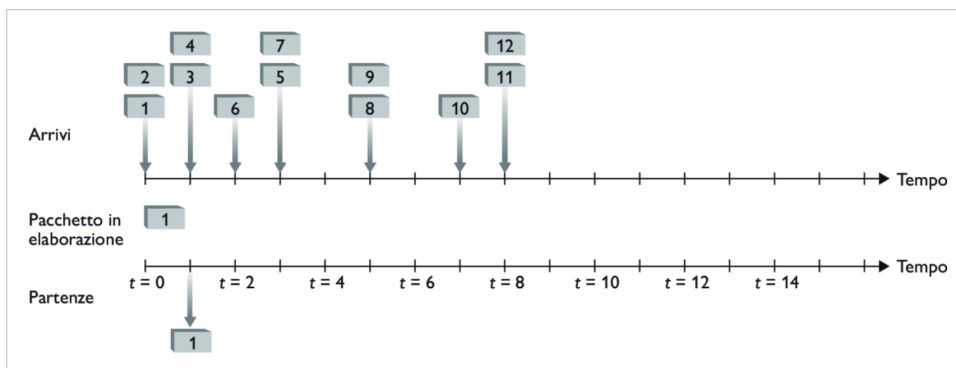 4 7 12
2 3 5 9 11
1 6 8 10
Arrivi
Tempo
Pacchetto in
elaborazione
1
Tempo
t = 0 t = 2 t = 4 t = 6 t = 8 t = 10 t = 12 t = 14
Partenze
1